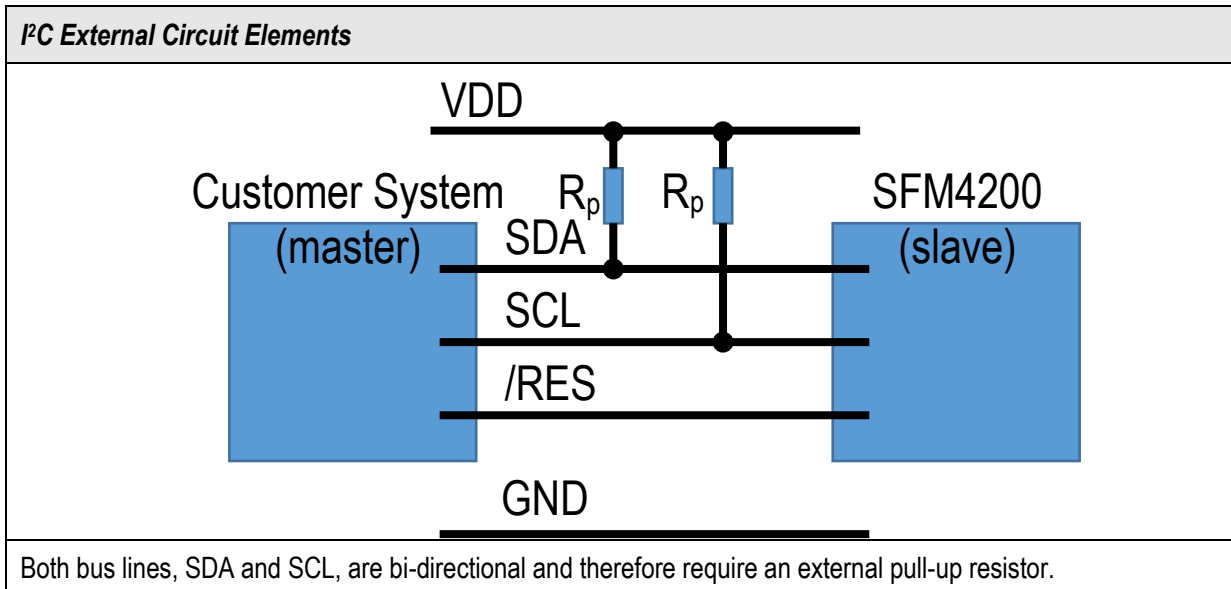 I²C External Circuit Elements
VDD
Customer System
(master)
Rp
Rp
SFM4200
(slave)
SDA
SCL
/RES
GND
Both bus lines, SDA and SCL, are bi-directional and therefore require an external pull-up resistor.